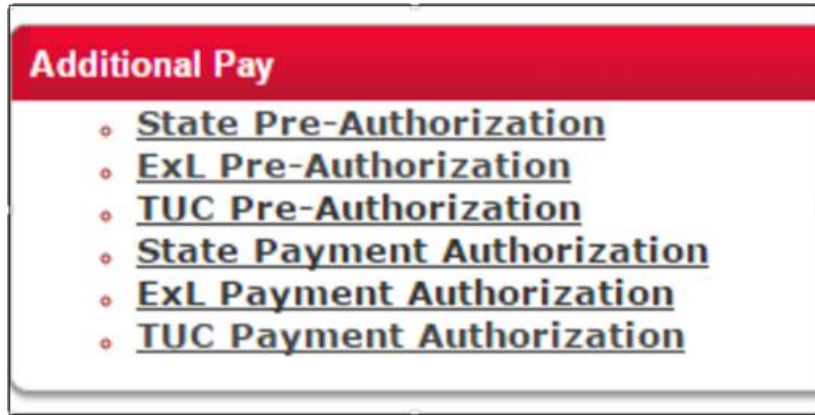 Additional Pay
State Pre-Authorization
ExL Pre-Authorization
TUC Pre-Authorization
State Payment Authorization
ExL Payment Authorization
TUC Payment Authorization